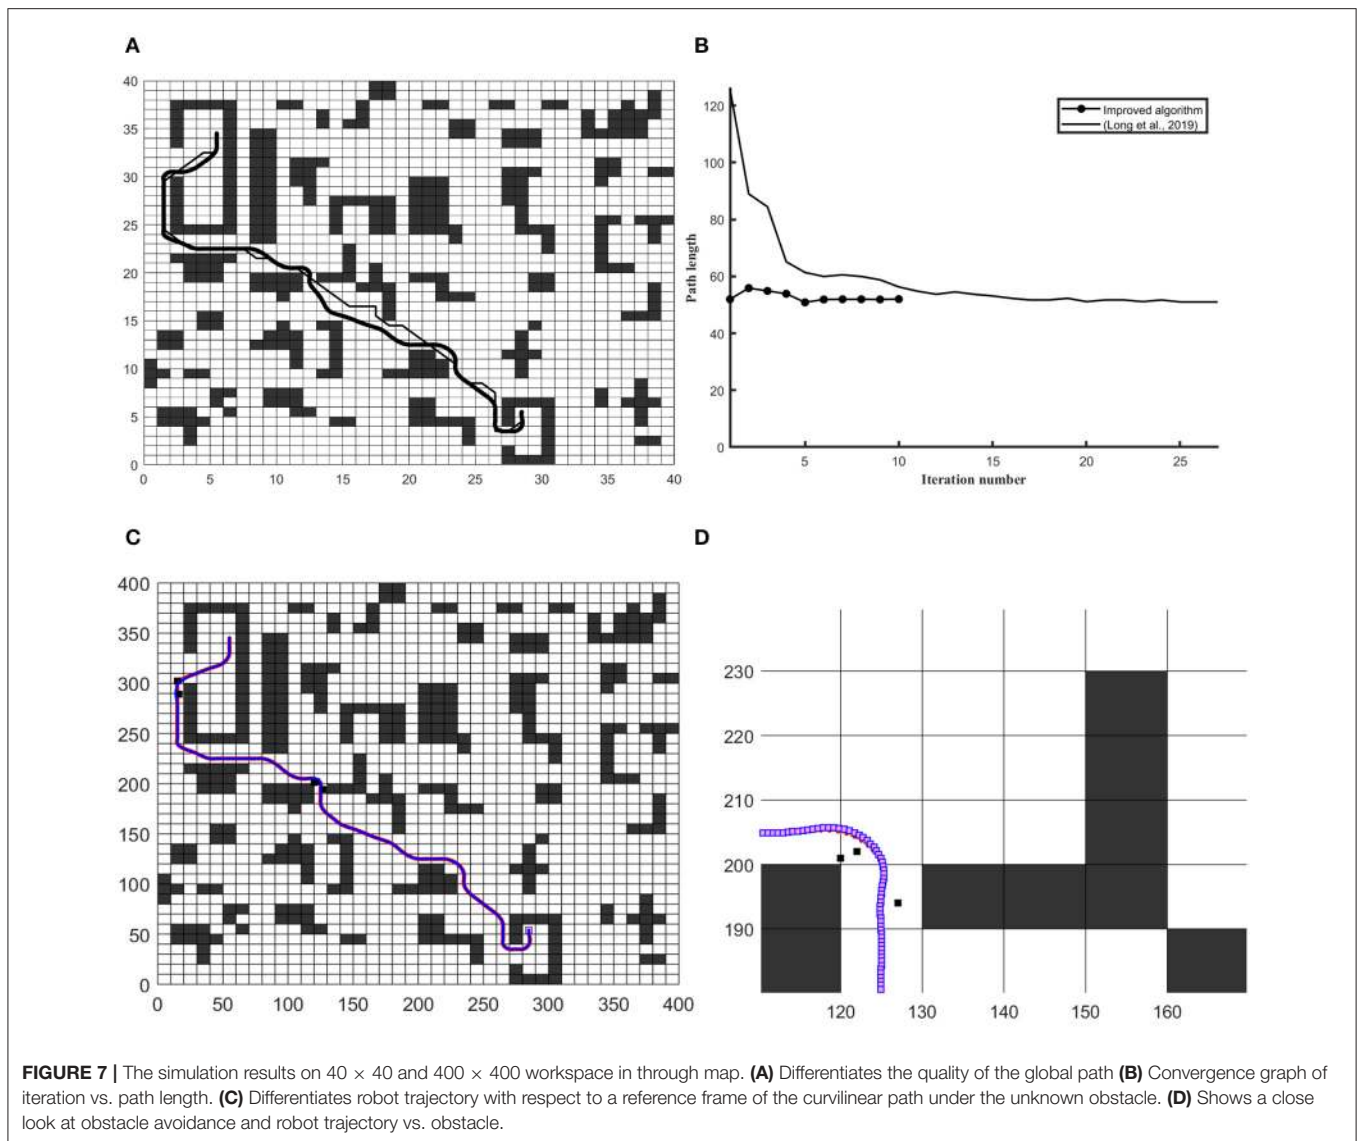 A
40
35
30
25
20
15
10
5
0
0 5 10 15 20 25 30 35 40
B
Path length
120
100
80
60
40
20
0
5 10 15 20 25
Iteration number
Improved algorithm
(Long et al., 2019)
C
400
350
300
250
200
150
100
50
0
0 50 100 150 200 250 300 350 400
D
230
220
210
200
190
120 130 140 150 160
FIGURE 7 | The simulation results on 40 × 40 and 400 × 400 workspace in through map. (A) Differentiates the quality of the global path (B) Convergence graph of
iteration vs. path length. (C) Differentiates robot trajectory with respect to a reference frame of the curvilinear path under the unknown obstacle. (D) Shows a close
look at obstacle avoidance and robot trajectory vs. obstacle.